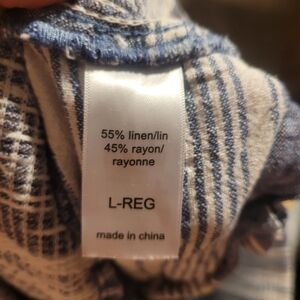 55% linen/lin
45% rayon/
rayonne
L-REG
made in china